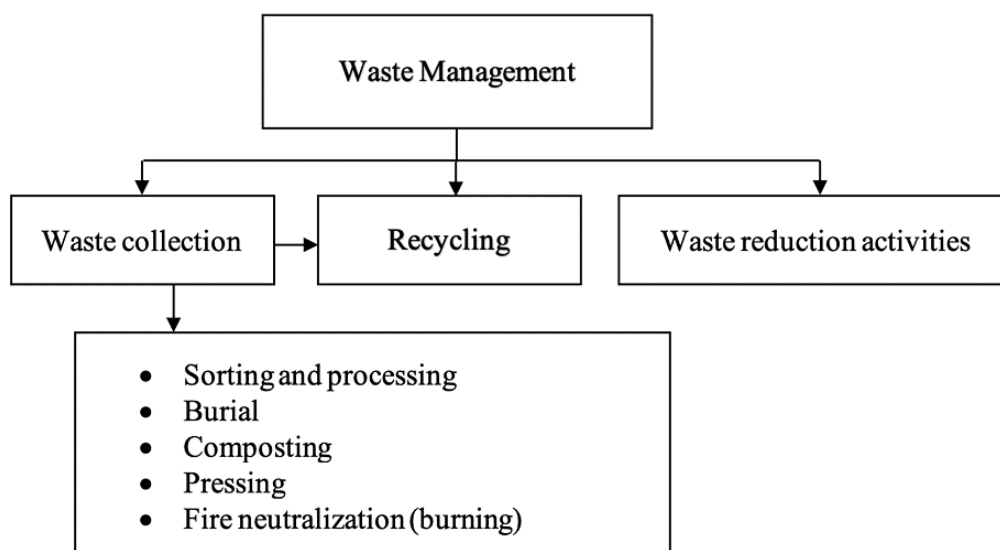 Waste Management
Waste collection
Recycling
Waste reduction activities
• Sorting and processing
• Burial
• Composting
• Pressing
• Fire neutralization (burning)